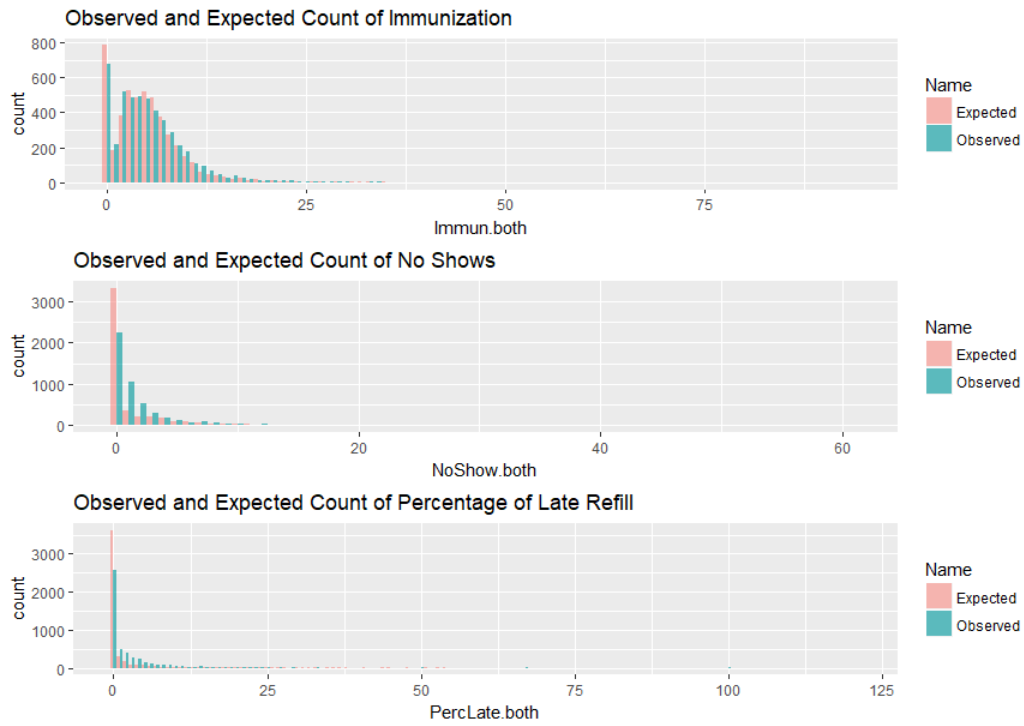 Observed and Expected Count of Immunization
800
600
400
200
0
count
0 25 50 75
Immun.both
Name
Expected
Observed
Observed and Expected Count of No Shows
3000
2000
1000
0
count
0 20 40 60
NoShow.both
Name
Expected
Observed
Observed and Expected Count of Percentage of Late Refill
3000
2000
1000
0
count
0 25 50 75 100 125
PercLate.both
Name
Expected
Observed